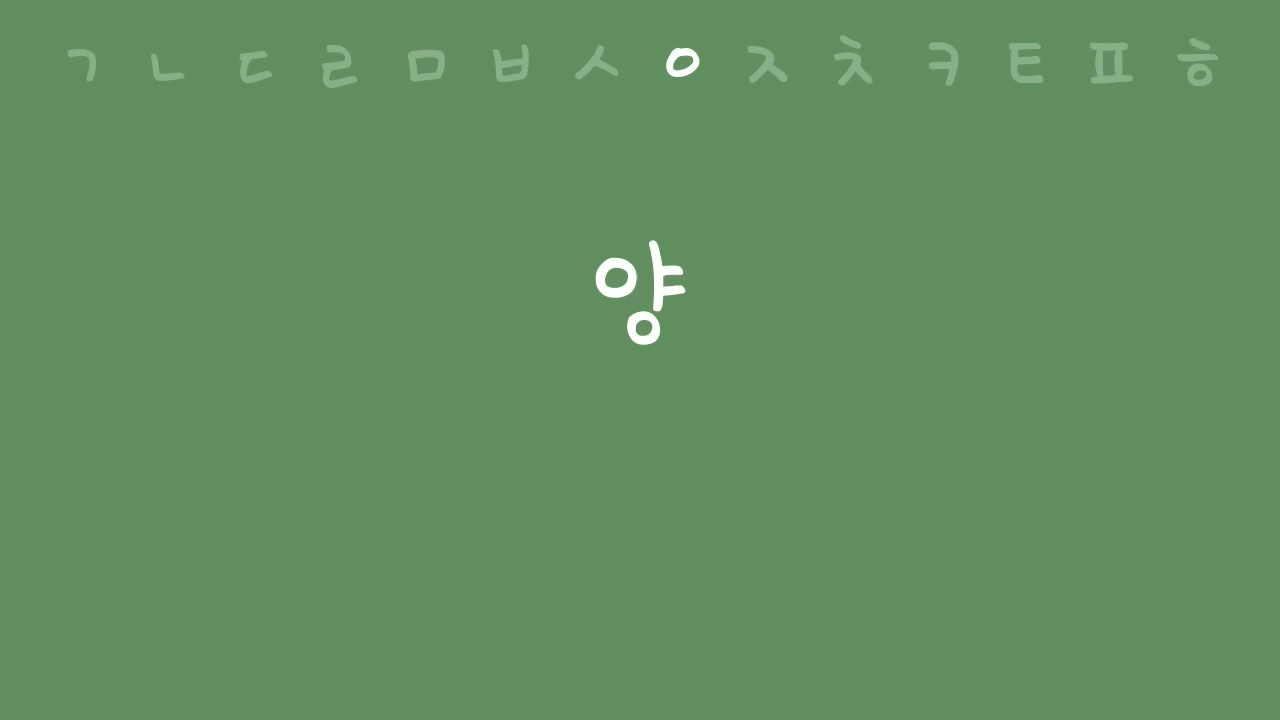 ㄱ ㄴ ㄷ ㄹ ㅁ ㅂ ㅅ ㅇ ㅈ ㅊ ㅋ ㅌ ㅍ ㅎ
양